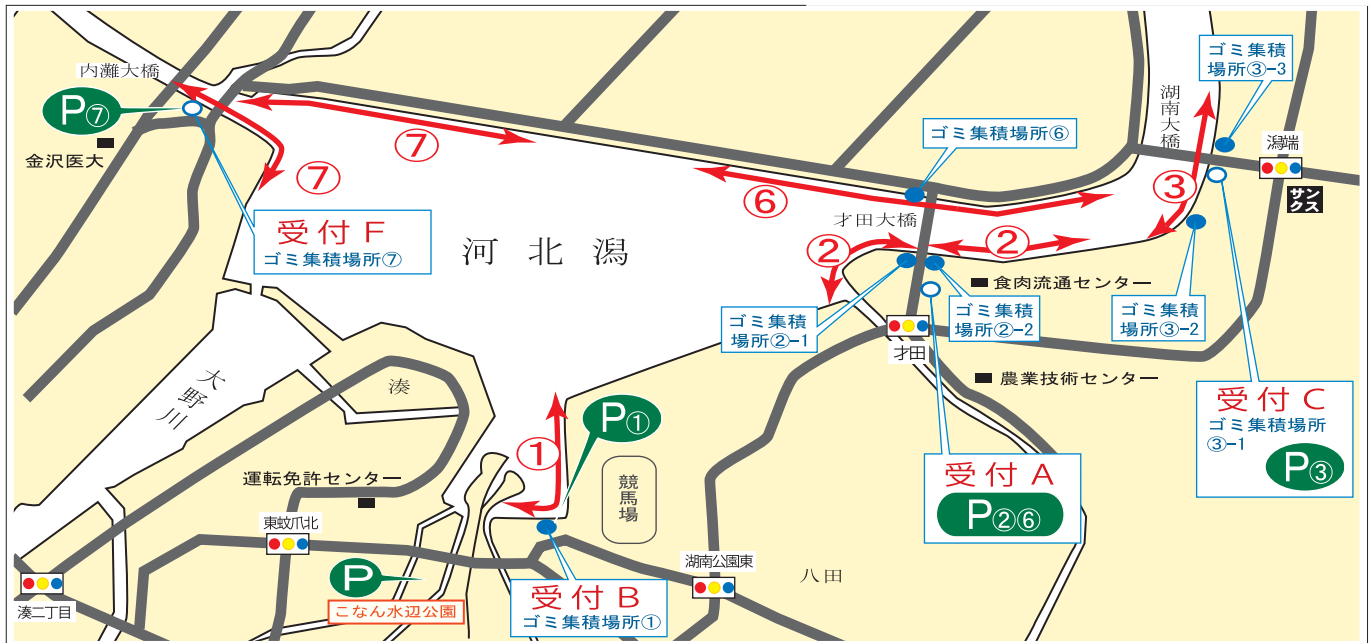 内灘大橋
P⑦
金沢医大
⑦
⑦
受付 F
ゴミ集積場所⑦
河北潟
ゴミ集積場所⑥
⑥
才田大橋
②
②
ゴミ集積
場所②-1
ゴミ集積
場所②-2
食肉流通センター
才田
農業技術センター
受付 A
P②⑥
ゴミ集積
場所③-3
湖南大橋
潟端
サン
クス
③
ゴミ集積
場所③-2
受付 C
ゴミ集積場所
③-1
P③
大野川
湊
①
P①
競馬場
運転免許センター
東蚊爪北
湊二丁目
P
こなん水辺公園
受付 B
ゴミ集積場所①
湖南公園東
八田